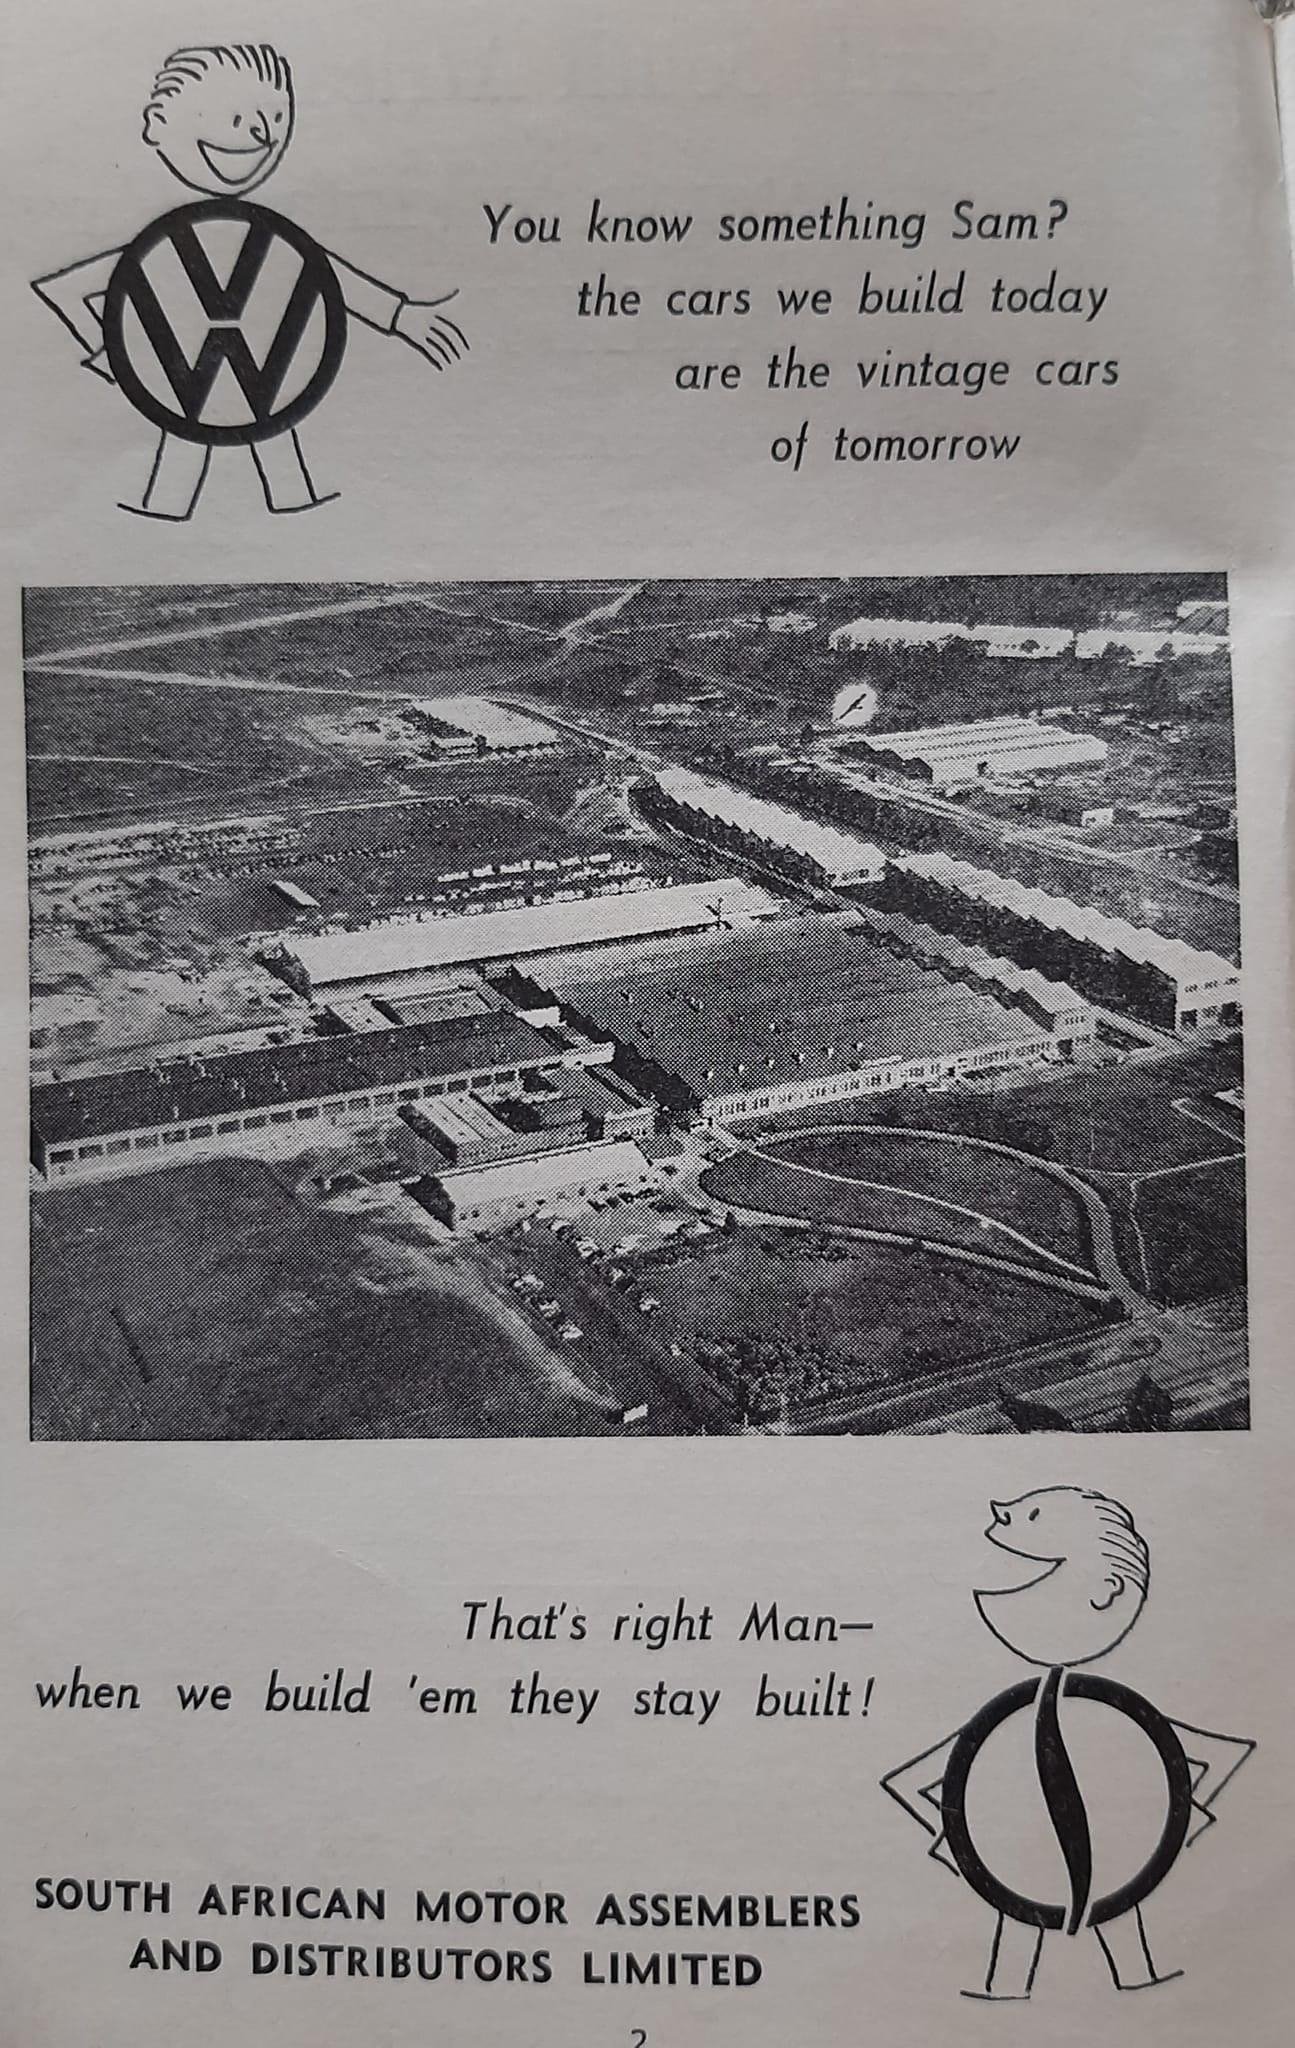 You know something Sam?
the cars we build today
are the vintage cars
of tomorrow
That's right Man—
when we build 'em they stay built!
SOUTH AFRICAN MOTOR ASSEMBLERS
AND DISTRIBUTORS LIMITED
2